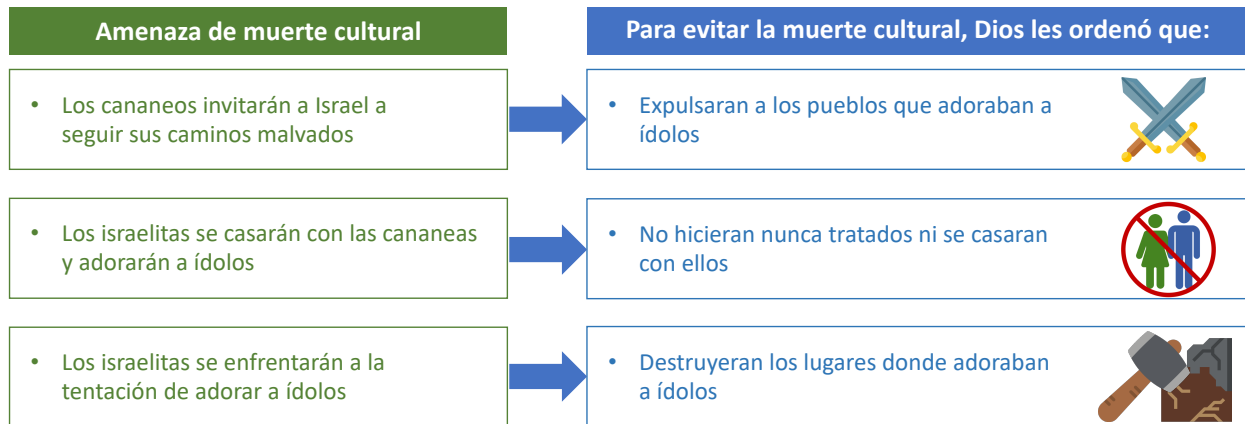 Amenaza de muerte cultural
Para evitar la muerte cultural, Dios les ordenó que:
• Los cananeos invitarán a Israel a
seguir sus caminos malvados
• Expulsaran a los pueblos que adoraban a
ídolos
• Los israelitas se casarán con las cananeas
y adorarán a ídolos
• No hicieran nunca tratados ni se casaran
con ellos
• Los israelitas se enfrentarán a la
tentación de adorar a ídolos
• Destruyeran los lugares donde adoraban
a ídolos